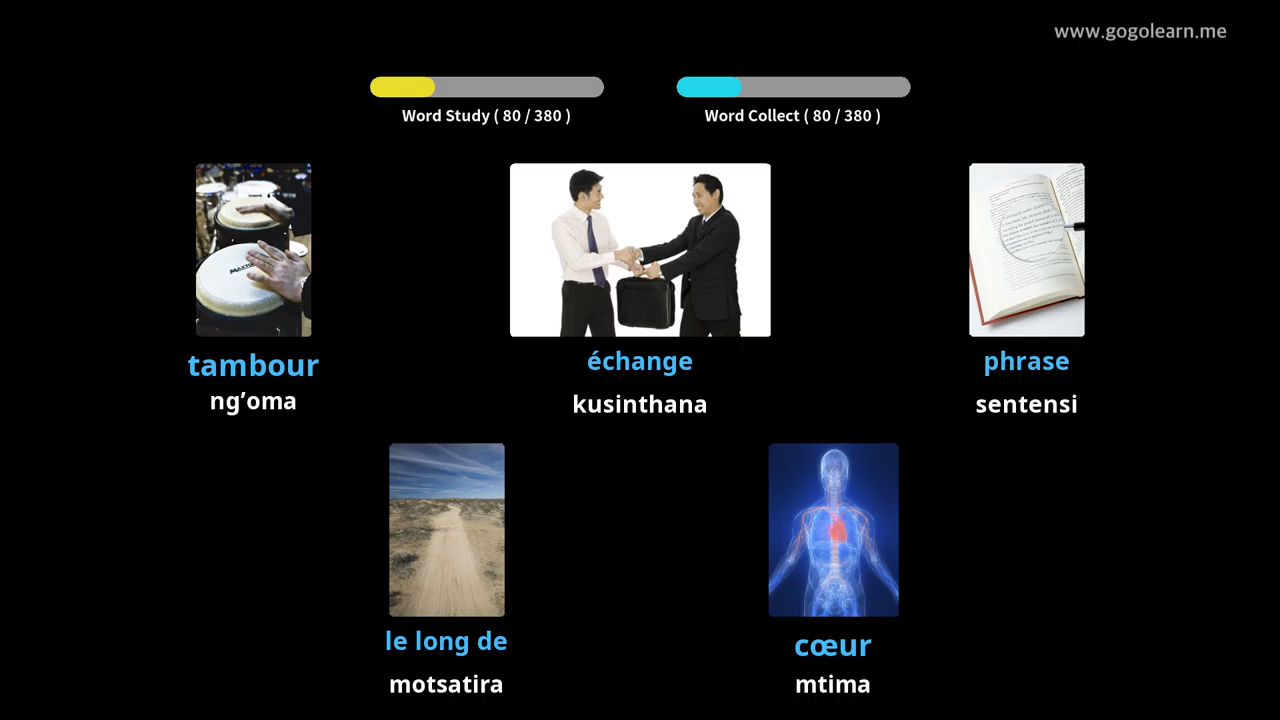 www.gogolearn.me
Word Study ( 80 / 380 )
Word Collect ( 80 / 380 )
tambour
ng’oma
échange
kusinthana
phrase
sentensi
le long de
motsatira
cœur
mtima